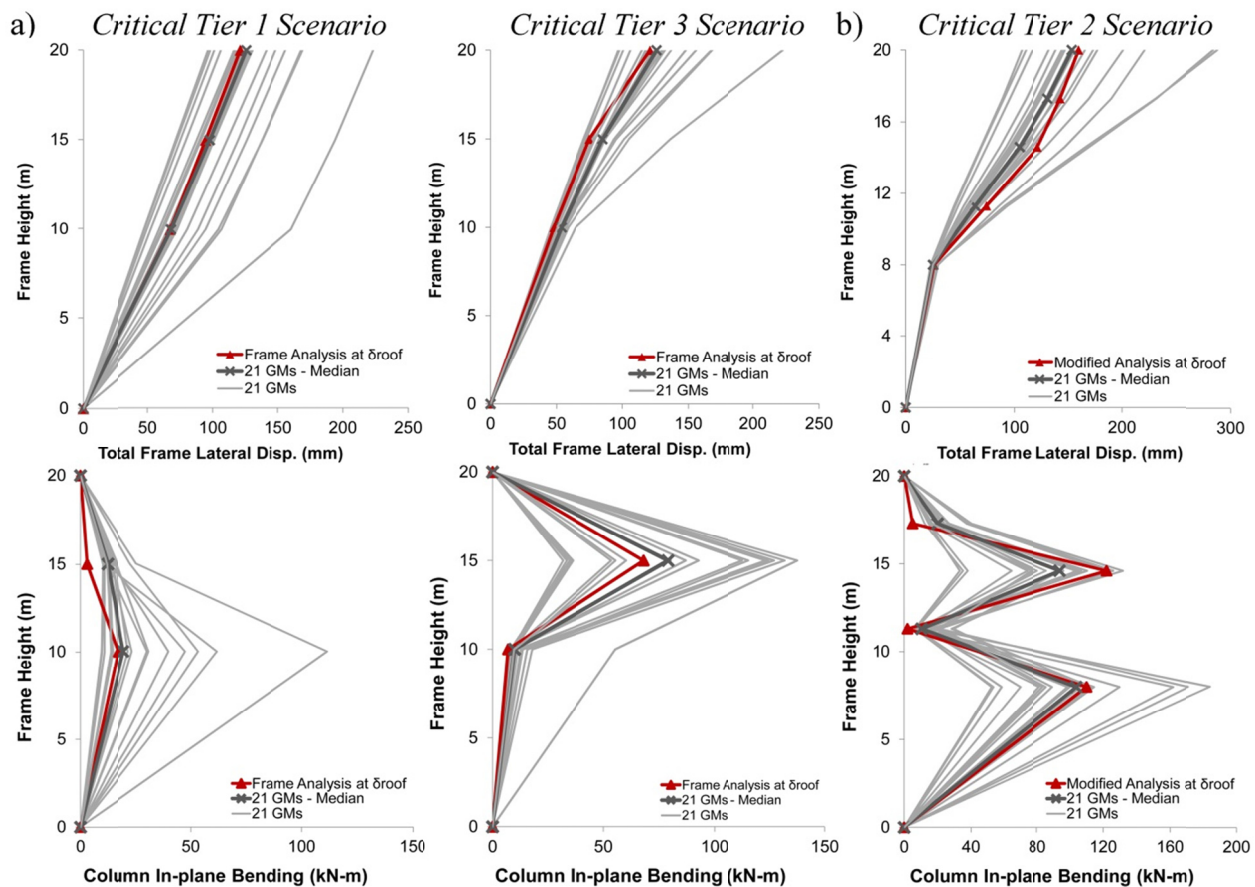 a) Critical Tier 1 Scenario
Critical Tier 3 Scenario
b) Critical Tier 2 Scenario
Frame Height (m)
20
15
10
5
0
Frame Analysis at δroof
21 GMs - Median
21 GMs
0 50 100 150 200 250
Total Frame Lateral Disp. (mm)
Frame Height (m)
20
15
10
5
0
Frame Analysis at δroof
21 GMs - Median
21 GMs
0 50 100 150 200 250
Total Frame Lateral Disp. (mm)
Frame Height (m)
20
16
12
8
4
0
Modified Analysis at δroof
21 GMs - Median
21 GMs
0 100 200 300
Total Frame Lateral Disp. (mm)
Frame Height (m)
20
15
10
5
0
Frame Analysis at δroof
21 GMs - Median
21 GMs
0 50 100 150
Column In-plane Bending (kN-m)
Frame Height (m)
20
15
10
5
0
Frame Analysis at δroof
21 GMs - Median
21 GMs
0 50 100 150
Column In-plane Bending (kN-m)
Frame Height (m)
20
15
10
5
0
Modified Analysis at δroof
21 GMs - Median
21 GMs
0 40 80 120 160 200
Column In-plane Bending (kN-m)